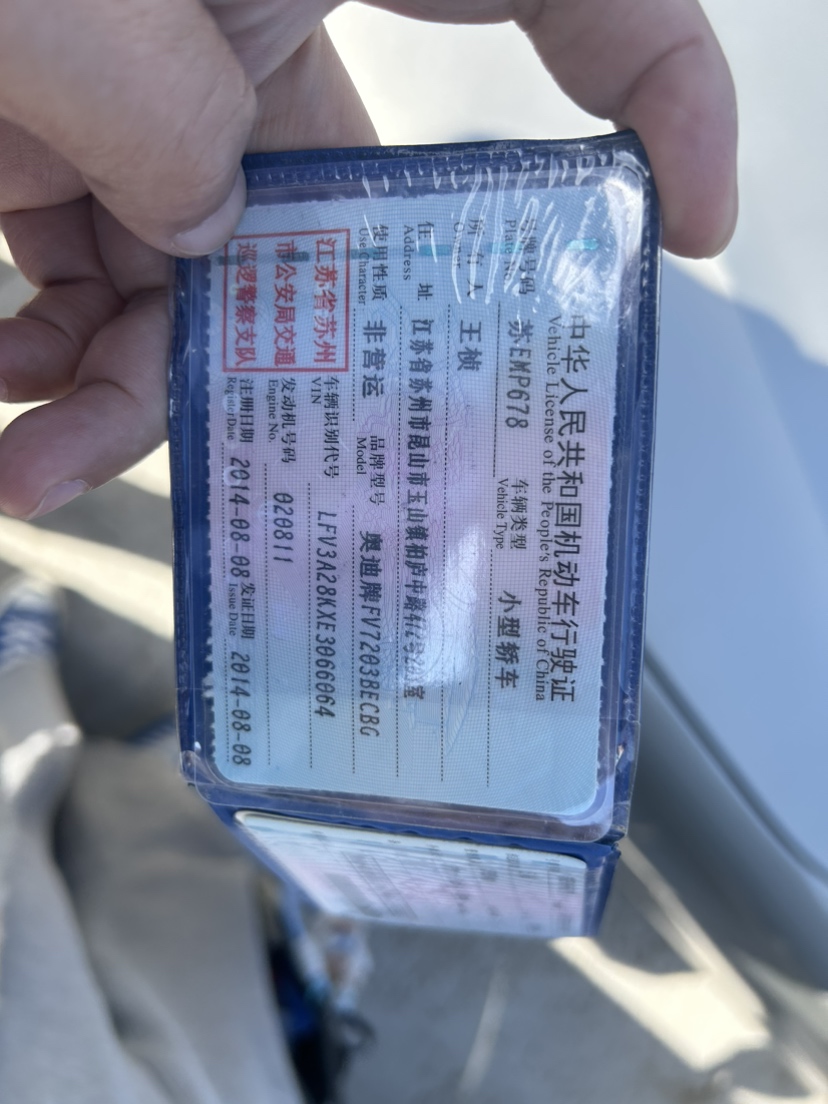 中华人民共和国机动车行驶证
Vehicle License of the People's Republic of China
号牌号码 苏EMP678 车辆类型 小型轿车
Plate No. Vehicle Type
所有人 王桢
Owner
住址 江苏省苏州市昆山市玉山镇柏庐中路
Address
使用性质 非营运 品牌型号 奥迪牌FV7203BECBG
Use Character Model
江苏省苏州
市公安局交通
巡逻警察支队
车辆识别代号 LFV3A28KXE3066064
VIN
发动机号码 020811
Engine No.
注册日期 2014-08-08 发证日期 2014-08-08
Register Date Issue Date